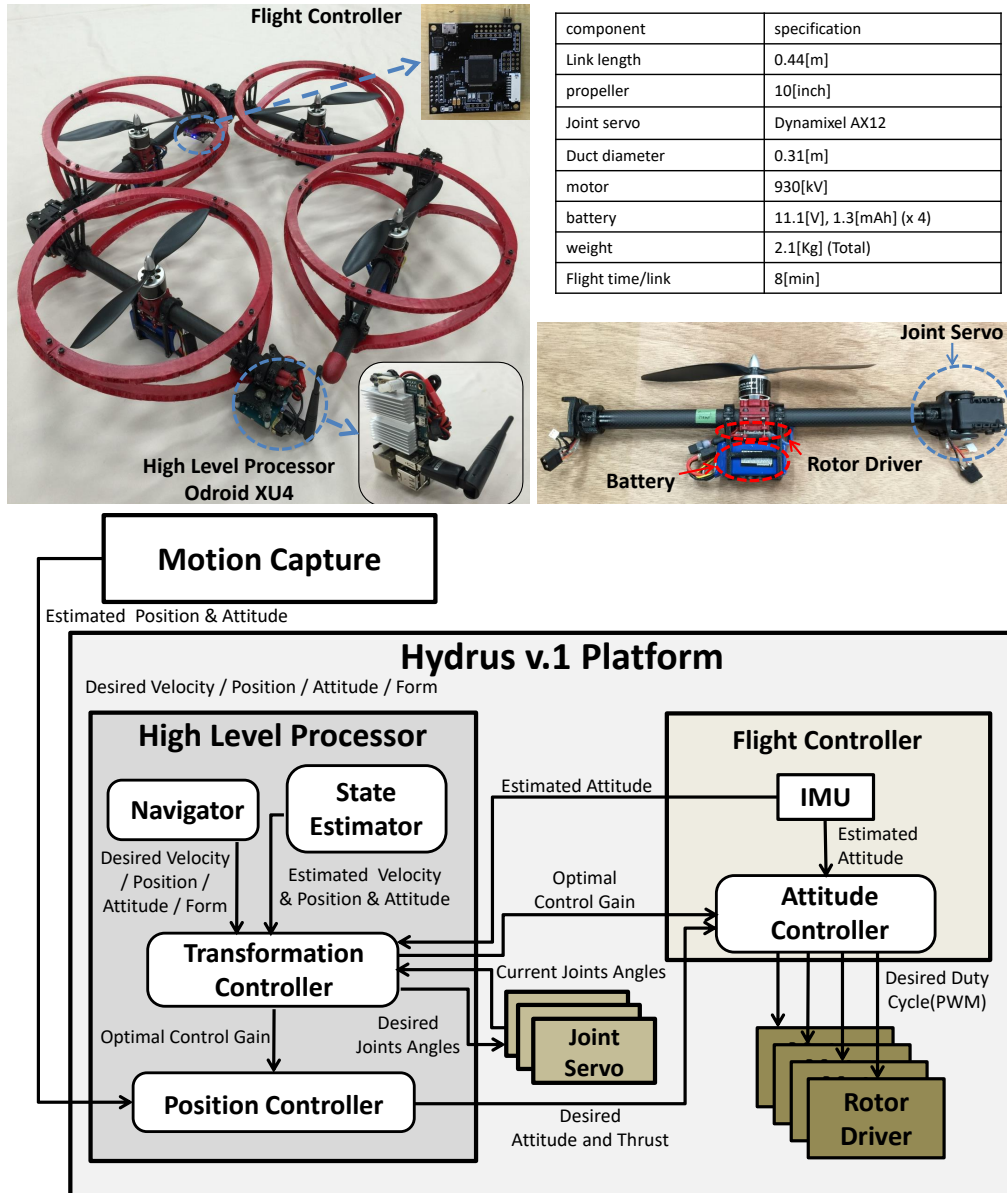 Flight Controller
High Level Processor
Odroid XU4
component specification
Link length 0.44[m]
propeller 10[inch]
Joint servo Dynamixel AX12
Duct diameter 0.31[m]
motor 930[kV]
battery 11.1[V], 1.3[mAh] (x 4)
weight 2.1[Kg] (Total)
Flight time/link 8[min]
Joint Servo
Rotor Driver
Battery
Motion Capture
Estimated Position & Attitude
Hydrus v.1 Platform
Desired Velocity / Position / Attitude / Form
High Level Processor
Navigator
State
Estimator
Desired Velocity
/ Position /
Attitude / Form
Estimated Velocity
& Position & Attitude
Transformation
Controller
Optimal Control Gain
Position Controller
Estimated Attitude
Optimal
Control Gain
Current Joints Angles
Desired
Joints Angles
Joint
Servo
Desired
Attitude and Thrust
Flight Controller
IMU
Estimated
Attitude
Attitude
Controller
Desired Duty
Cycle(PWM)
Rotor
Driver